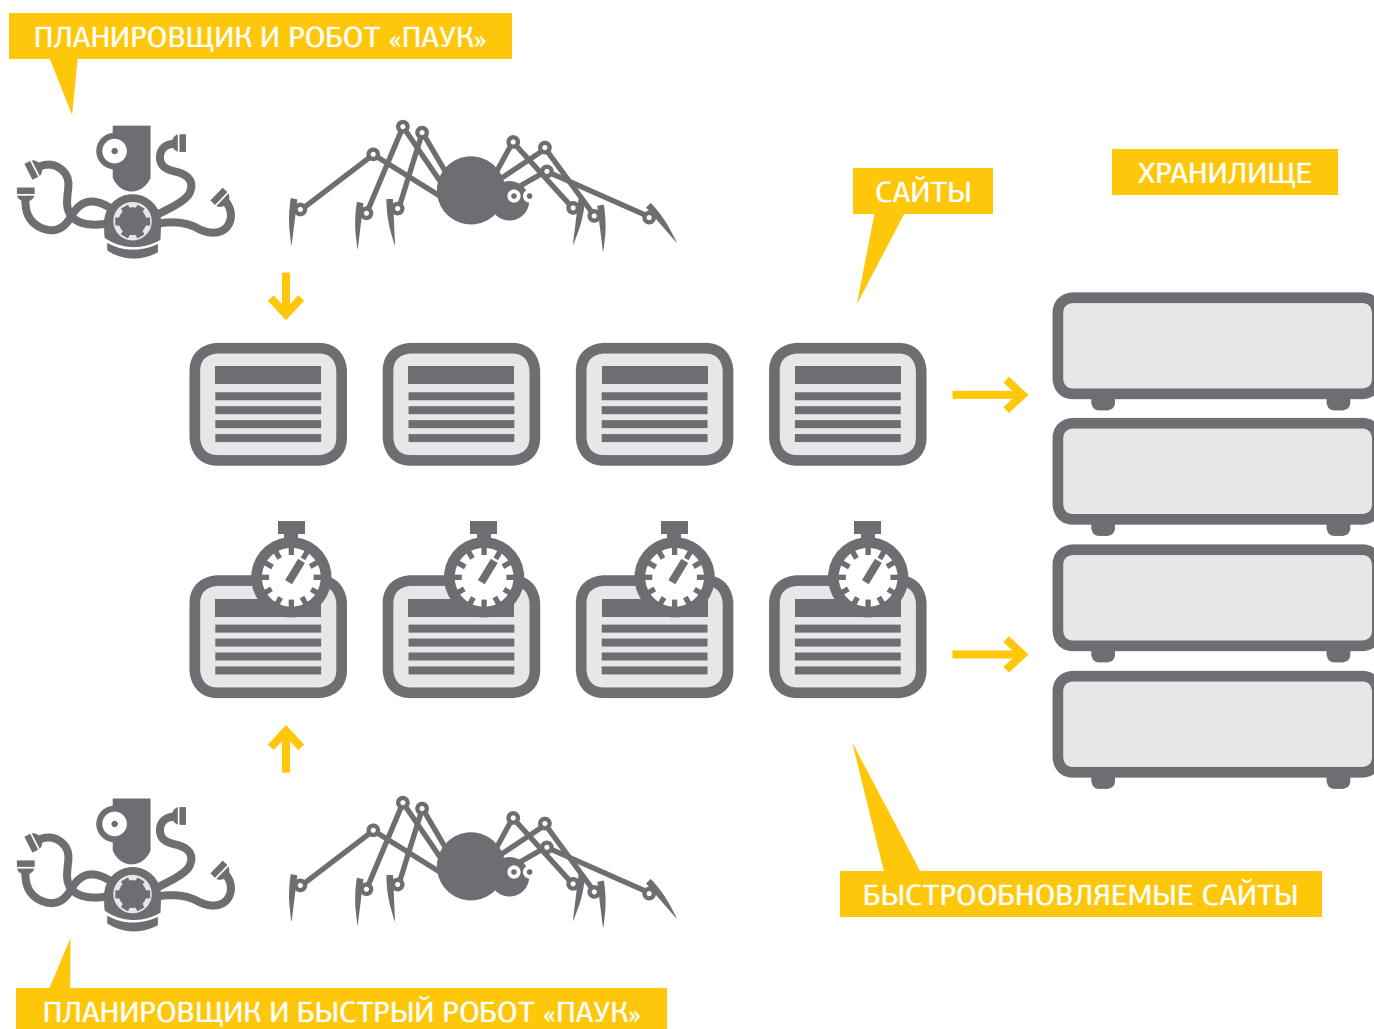 ПЛАНИРОВЩИК И РОБОТ «ПАУК»
САЙТЫ
ХРАНИЛИЩЕ
БЫСТРООБНОВЛЯЕМЫЕ САЙТЫ
ПЛАНИРОВЩИК И БЫСТРЫЙ РОБОТ «ПАУК»